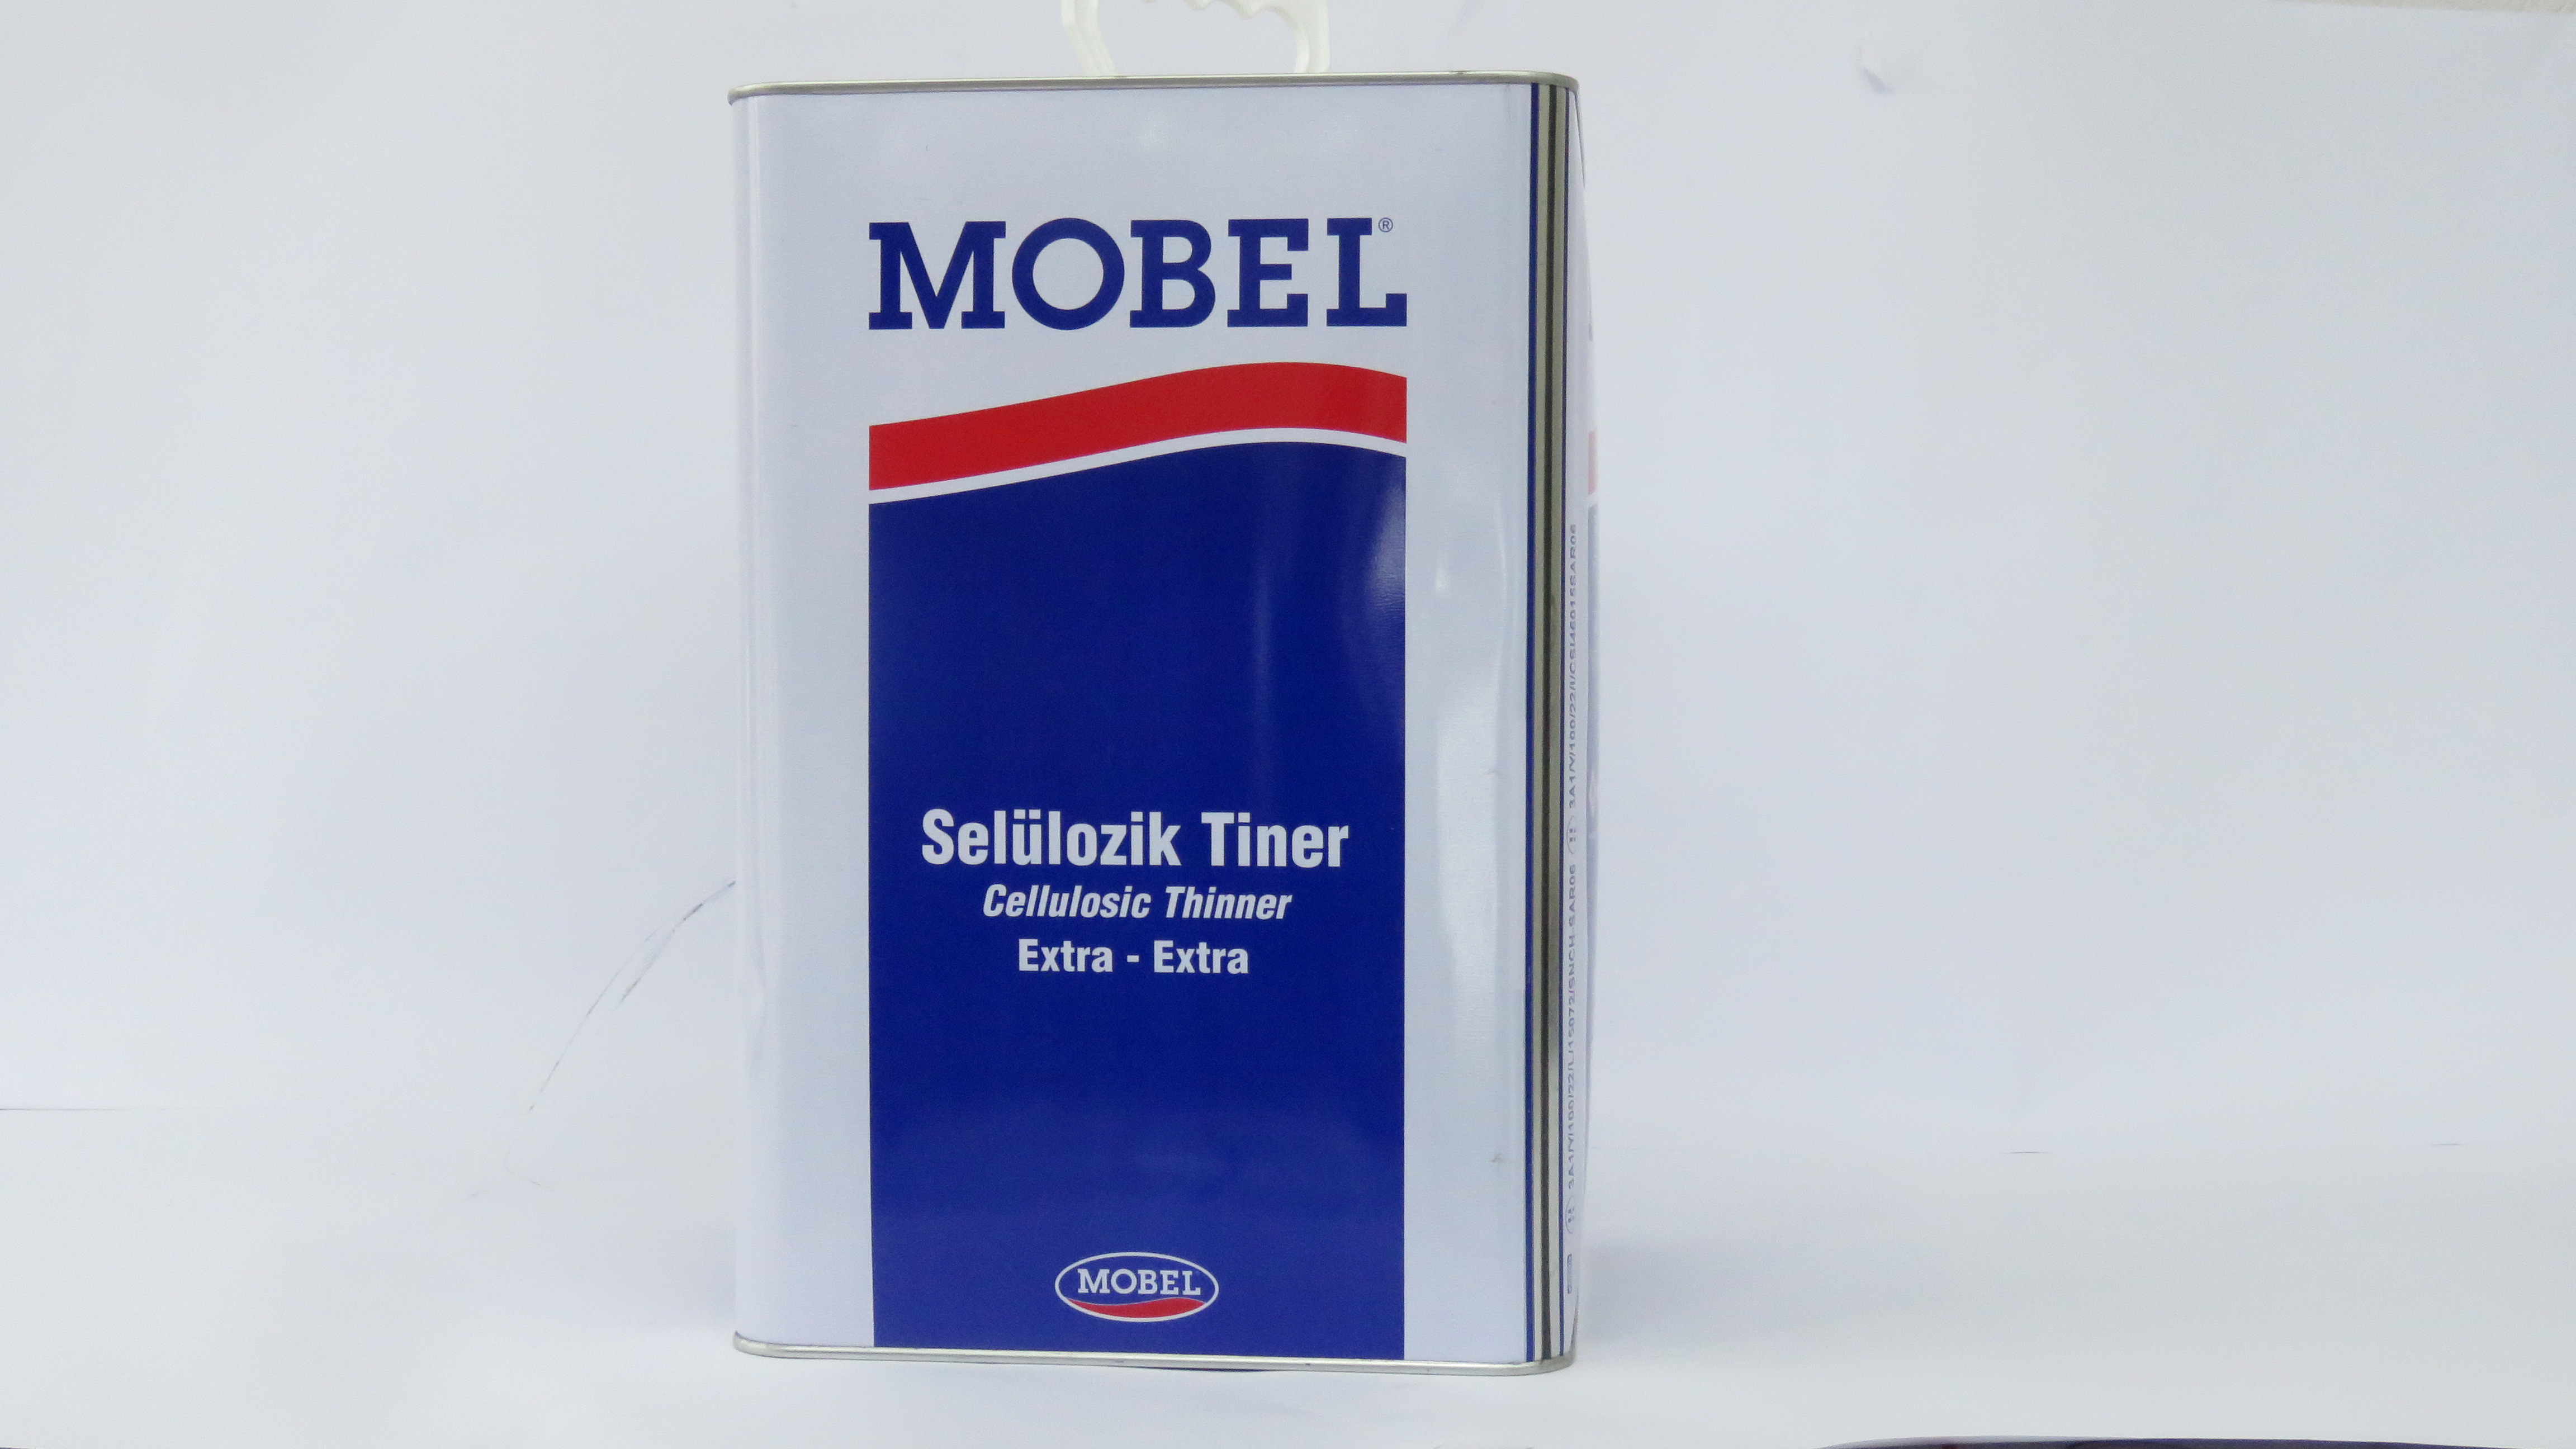 MOBEL®
Selülozik Tiner
Cellulosic Thinner
Extra - Extra
MOBEL